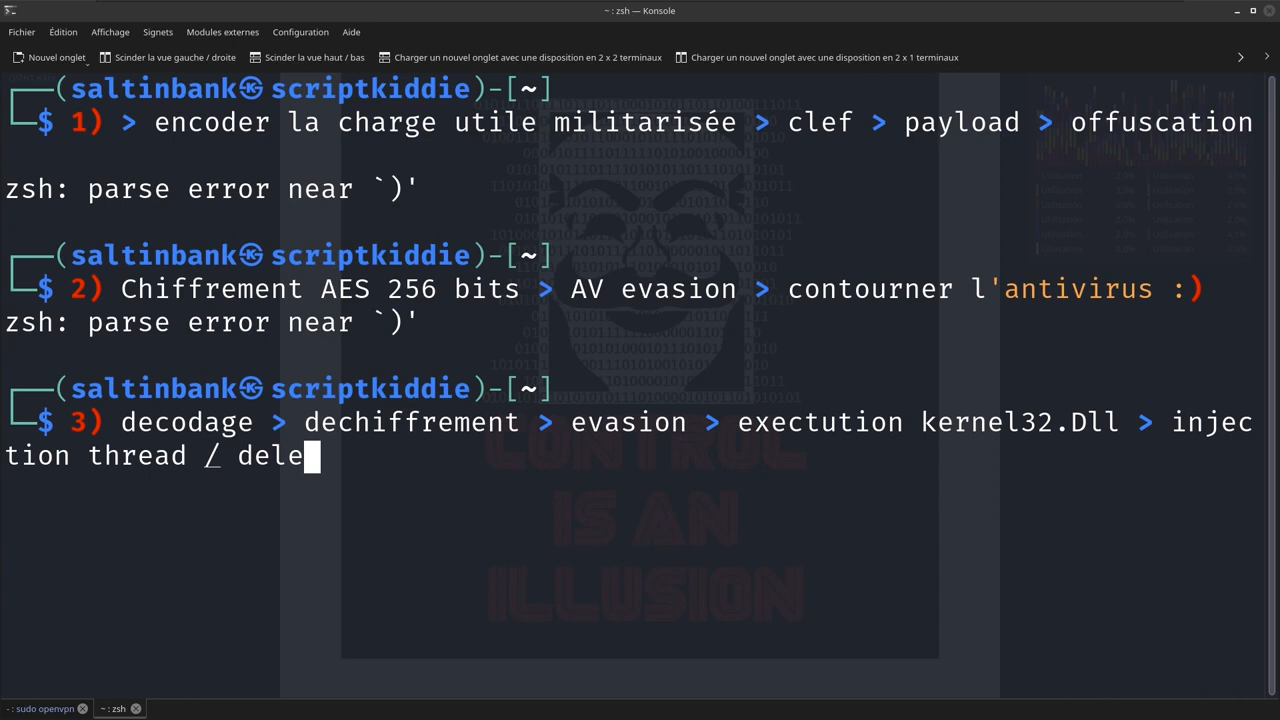 ~ : zsh — Konsole
Fichier Édition Affichage Signets Modules externes Configuration Aide
Nouvel onglet Scinder la vue gauche / droite Scinder la vue haut / bas Charger un nouvel onglet avec une disposition en 2 x 2 terminaux Charger un nouvel onglet avec une disposition en 2 x 1 terminaux
(saltinbank㉿scriptkiddie)-[~]
$ 1) > encoder la charge utile militarisée > clef > payload > offuscation
zsh: parse error near `)'
(saltinbank㉿scriptkiddie)-[~]
$ 2) Chiffrement AES 256 bits > AV evasion > contourner l'antivirus :)
zsh: parse error near `)'
(saltinbank㉿scriptkiddie)-[~]
$ 3) decodage > dechiffrement > evasion > exectution kernel32.Dll > injec
tion thread / dele
CONTROL
IS AN
ILLUSION
~ : sudo openvpn ~ : zsh